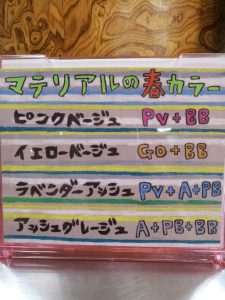 マテリアルの春カラー
ピンクベージュ PV+BB
イエローベージュ GO+BB
ラベンダーアッシュ PV+A+PB
アッシュグレージュ A+PB+BB